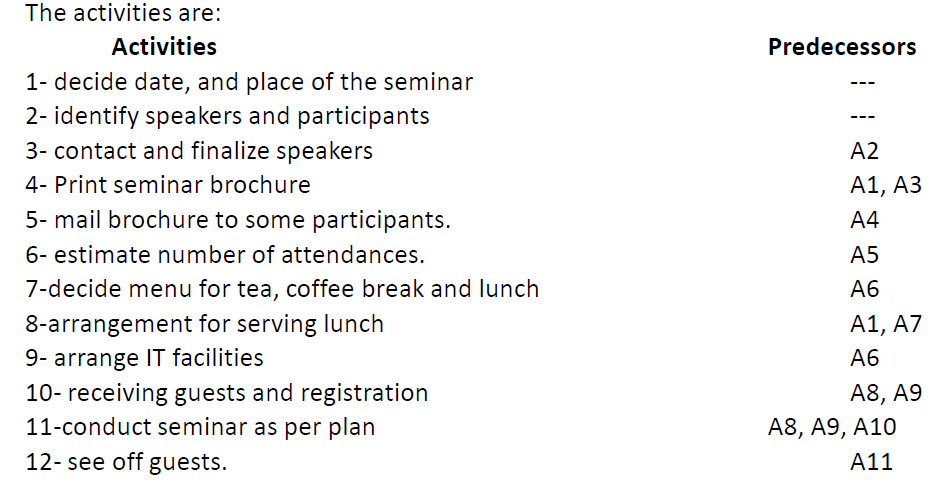 The activities are:
Activities Predecessors
1- decide date, and place of the seminar ---
2- identify speakers and participants ---
3- contact and finalize speakers A2
4- Print seminar brochure A1, A3
5- mail brochure to some participants. A4
6- estimate number of attendances. A5
7-decide menu for tea, coffee break and lunch A6
8-arrangement for serving lunch A1, A7
9- arrange IT facilities A6
10- receiving guests and registration A8, A9
11-conduct seminar as per plan A8, A9, A10
12- see off guests. A11